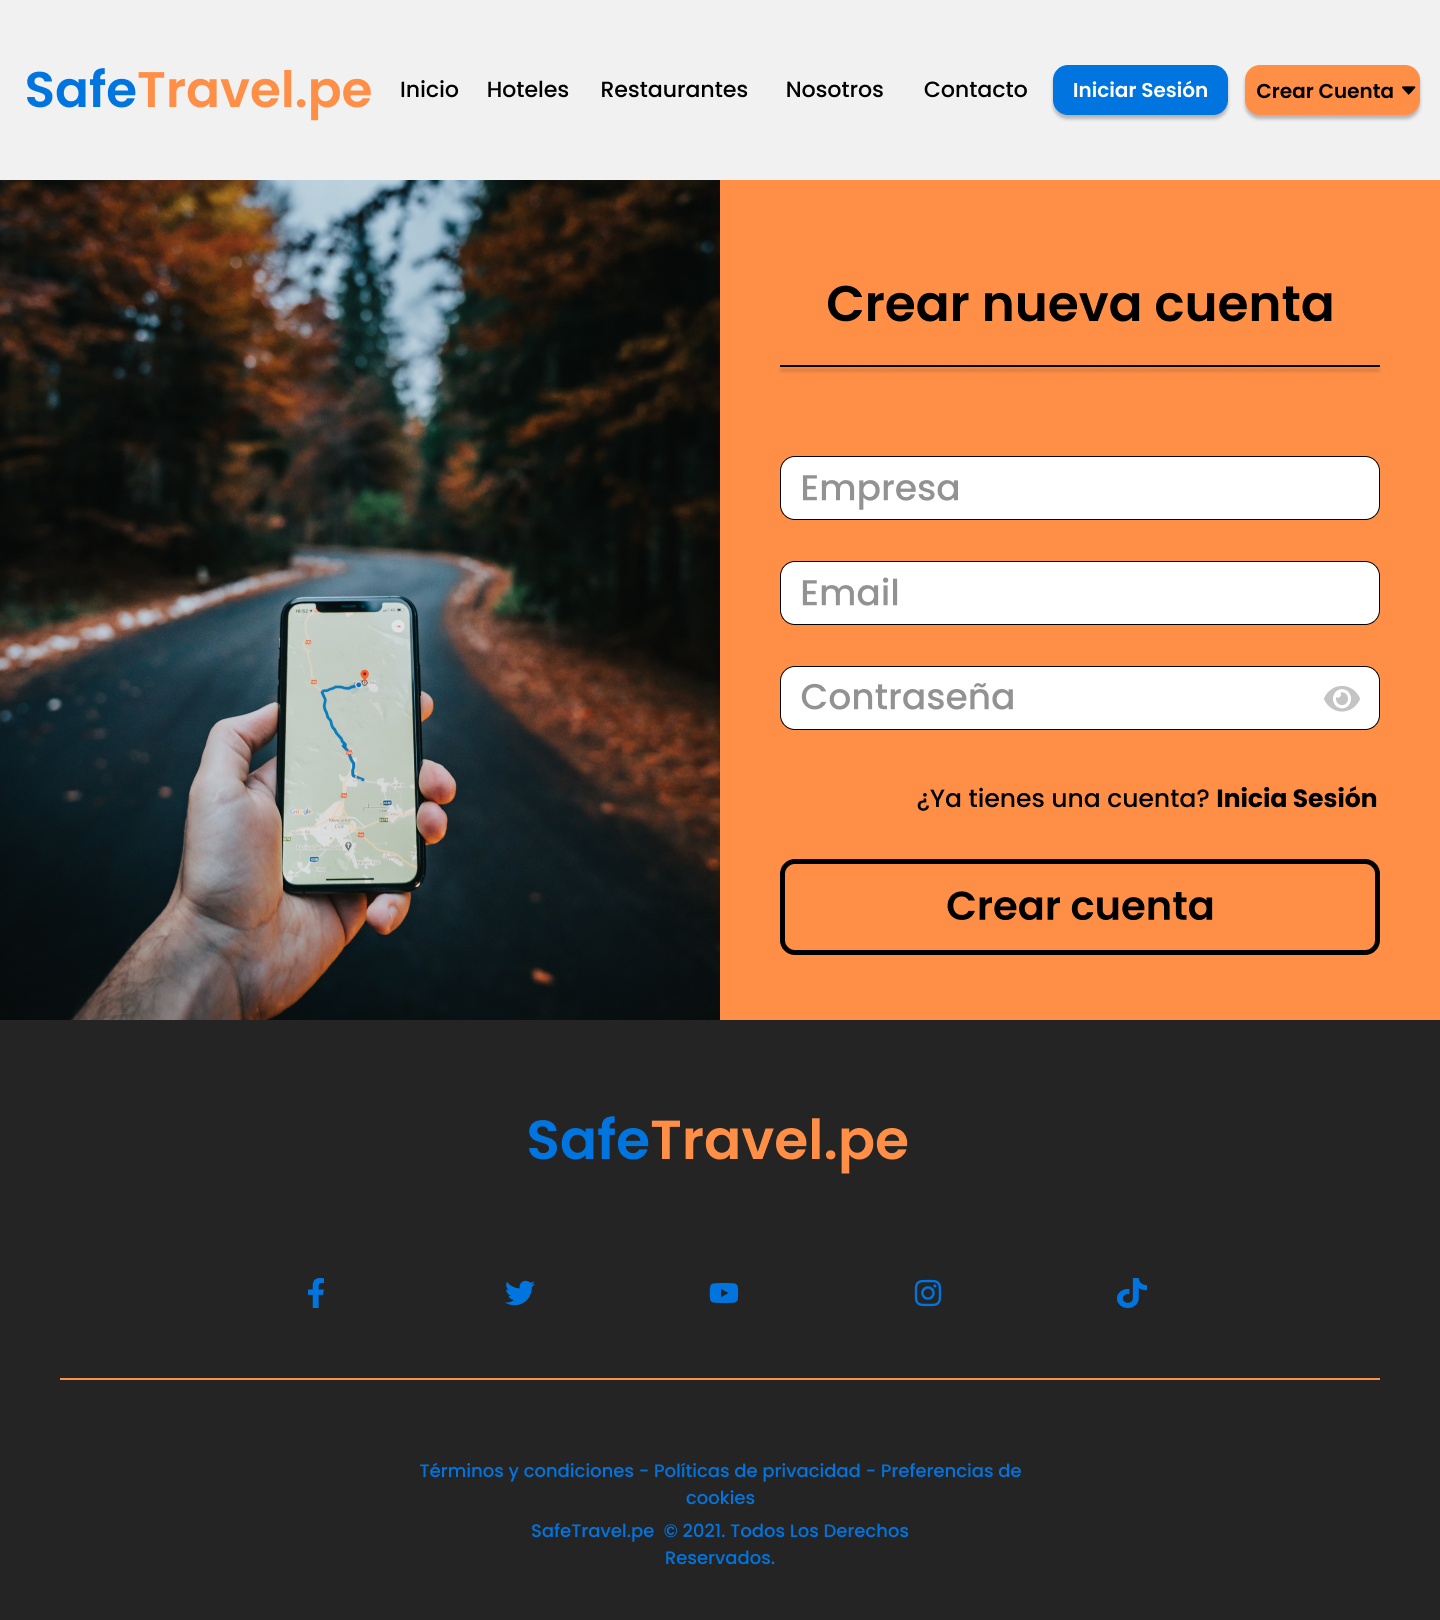 SafeTravel.pe Inicio Hoteles Restaurantes Nosotros Contacto Iniciar Sesión Crear Cuenta
Crear nueva cuenta
Empresa
Email
Contraseña
¿Ya tienes una cuenta? Inicia Sesión
Crear cuenta
SafeTravel.pe
Términos y condiciones - Políticas de privacidad - Preferencias de
cookies
SafeTravel.pe © 2021. Todos Los Derechos
Reservados.